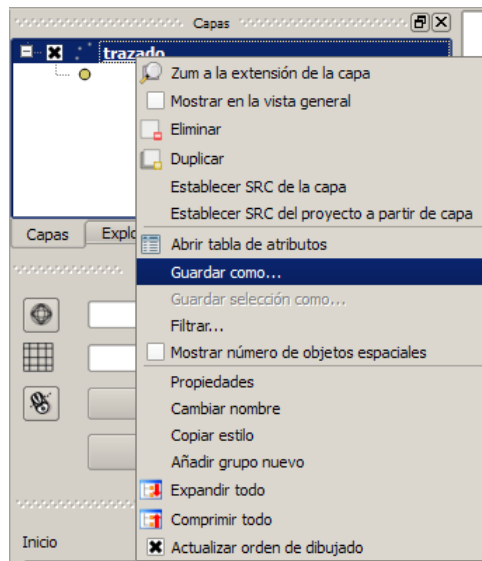 Capas
trazado
Zum a la extensión de la capa
Mostrar en la vista general
Eliminar
Duplicar
Establecer SRC de la capa
Establecer SRC del proyecto a partir de capa
Capas
Explo
Abrir tabla de atributos
Guardar como...
Guardar selección como...
Filtrar...
Mostrar número de objetos espaciales
Propiedades
Cambiar nombre
Copiar estilo
Añadir grupo nuevo
Expandir todo
Comprimir todo
Inicio
Actualizar orden de dibujado